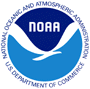 NATIONAL OCEANIC AND ATMOSPHERIC ADMINISTRATION
NOAA
U.S. DEPARTMENT OF COMMERCE